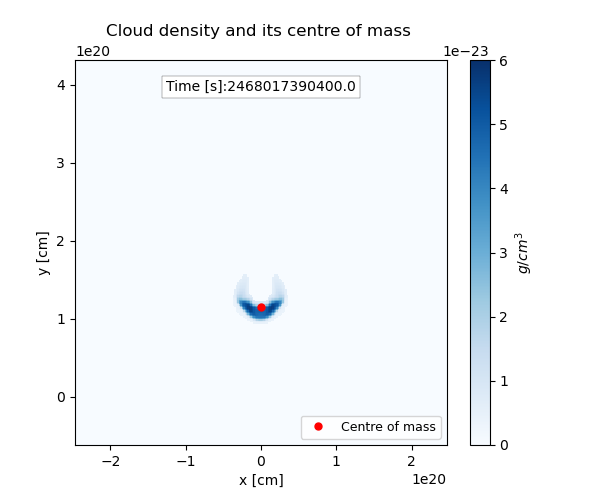 Cloud density and its centre of mass
1e20
1e−23
Time [s]:2468017390400.0
4
3
2
1
0
y [cm]
6
5
4
3
2
1
0
g/cm³
Centre of mass
−2 −1 0 1 2
x [cm]
1e20